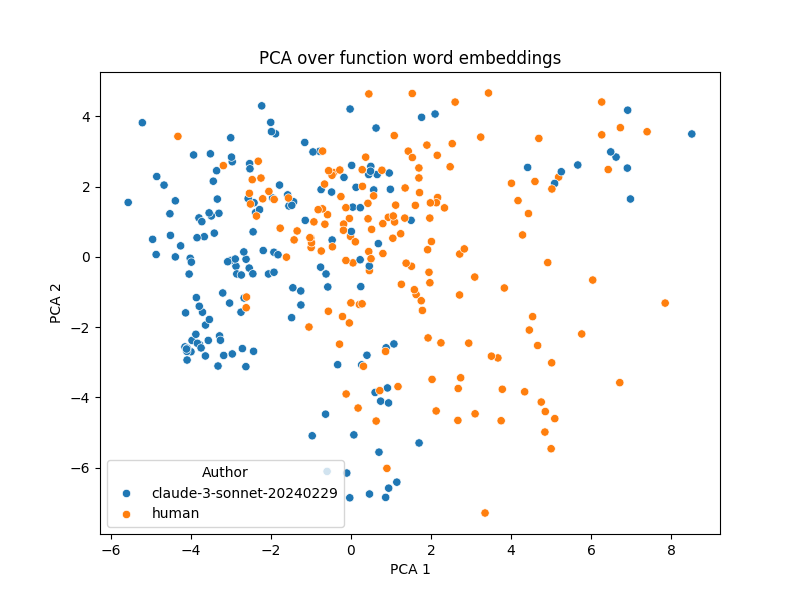 PCA over function word embeddings
4
2
0
−2
−4
−6
PCA 2
Author
claude-3-sonnet-20240229
human
−6 −4 −2 0 2 4 6 8
PCA 1